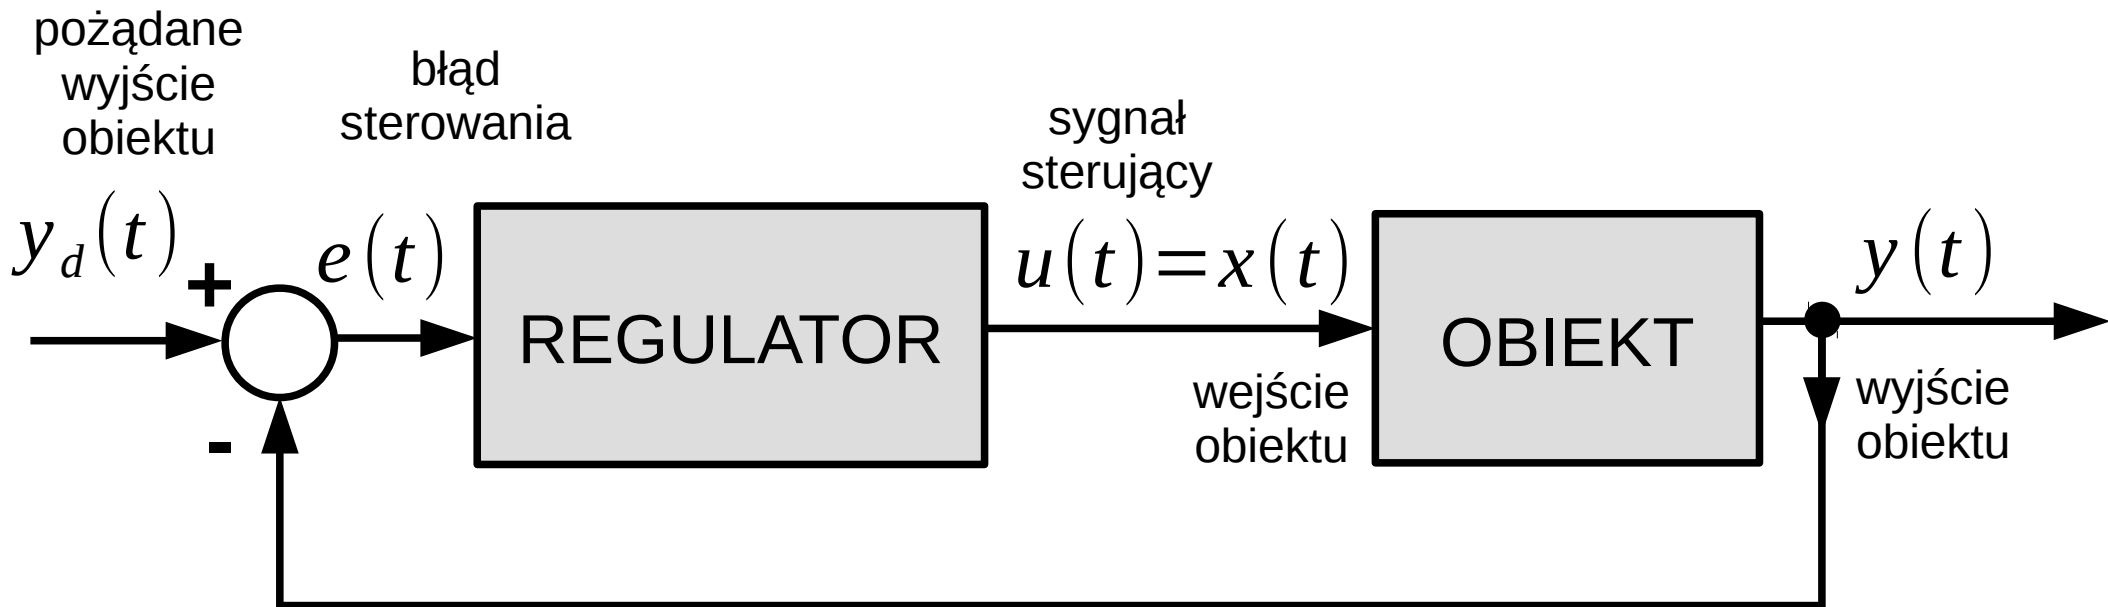 pożądane
wyjście
obiektu
błąd
sterowania
sygnał
sterujący
y_d(t)
+
e(t)
u(t)=x(t)
y(t)
REGULATOR
OBIEKT
-
wejście
obiektu
wyjście
obiektu